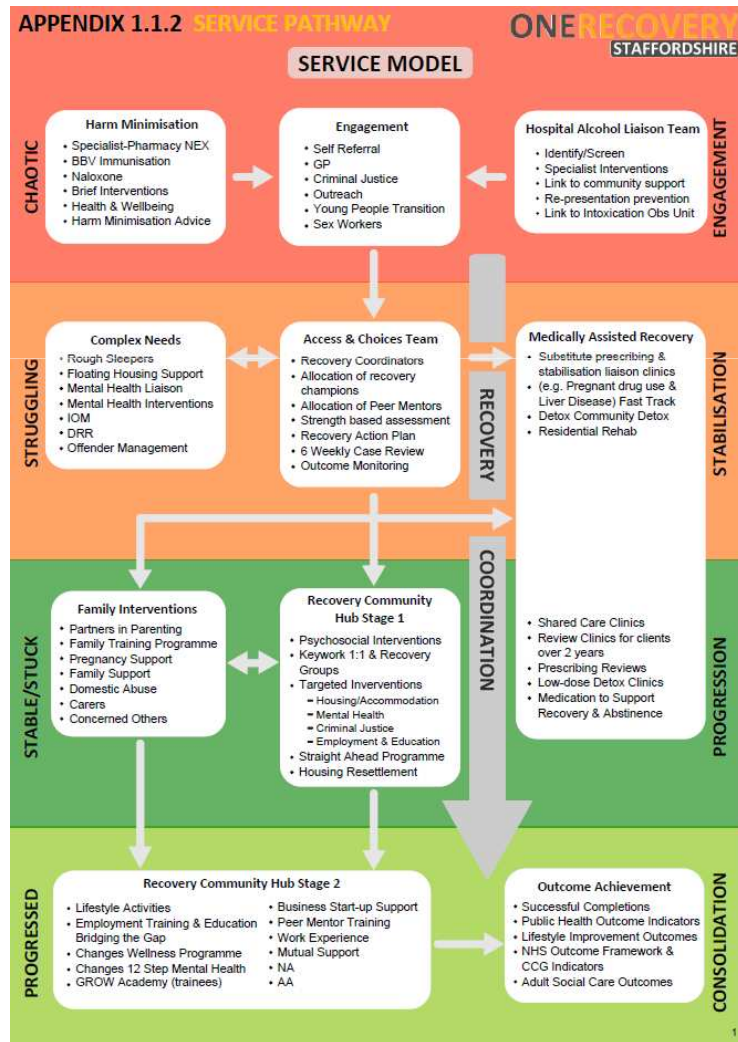 APPENDIX 1.1.2 SERVICE PATHWAY
ONERECOVERY
STAFFORDSHIRE
SERVICE MODEL
CHAOTIC
Harm Minimisation
• Specialist-Pharmacy NEX
• BBV Immunisation
• Naloxone
• Brief Interventions
• Health & Wellbeing
• Harm Minimisation Advice
Engagement
• Self Referral
• GP
• Criminal Justice
• Outreach
• Young People Transition
• Sex Workers
Hospital Alcohol Liaison Team
• Identify/Screen
• Specialist Interventions
• Link to community support
• Re-presentation prevention
• Link to Intoxication Obs Unit
ENGAGEMENT
STRUGGLING
Complex Needs
• Rough Sleepers
• Floating Housing Support
• Mental Health Liaison
• Mental Health Interventions
• IOM
• DRR
• Offender Management
Access & Choices Team
• Recovery Coordinators
• Allocation of recovery
champions
• Allocation of Peer Mentors
• Strength based assessment
• Recovery Action Plan
• 6 Weekly Case Review
• Outcome Monitoring
RECOVERY
COORDINATION
Medically Assisted Recovery
• Substitute prescribing &
stabilisation liaison clinics
• (e.g. Pregnant drug use &
Liver Disease) Fast Track
• Detox Community Detox
• Residential Rehab
• Shared Care Clinics
• Review Clinics for clients
over 2 years
• Prescribing Reviews
• Low-dose Detox Clinics
• Medication to Support
Recovery & Abstinence
STABILISATION
STABLE/STUCK
Family Interventions
• Partners in Parenting
• Family Training Programme
• Pregnancy Support
• Family Support
• Domestic Abuse
• Carers
• Concerned Others
Recovery Community
Hub Stage 1
• Psychosocial Interventions
• Keywork 1:1 & Recovery
Groups
• Targeted Interventions
– Housing/Accommodation
– Mental Health
– Criminal Justice
– Employment & Education
• Straight Ahead Programme
• Housing Resettlement
PROGRESSION
PROGRESSED
Recovery Community Hub Stage 2
• Lifestyle Activities
• Employment Training & Education
Bridging the Gap
• Changes Wellness Programme
• Changes 12 Step Mental Health
• GROW Academy (trainees)
• Business Start-up Support
• Peer Mentor Training
• Work Experience
• Mutual Support
• NA
• AA
Outcome Achievement
• Successful Completions
• Public Health Outcome Indicators
• Lifestyle Improvement Outcomes
• NHS Outcome Framework &
CCG Indicators
• Adult Social Care Outcomes
CONSOLIDATION
1